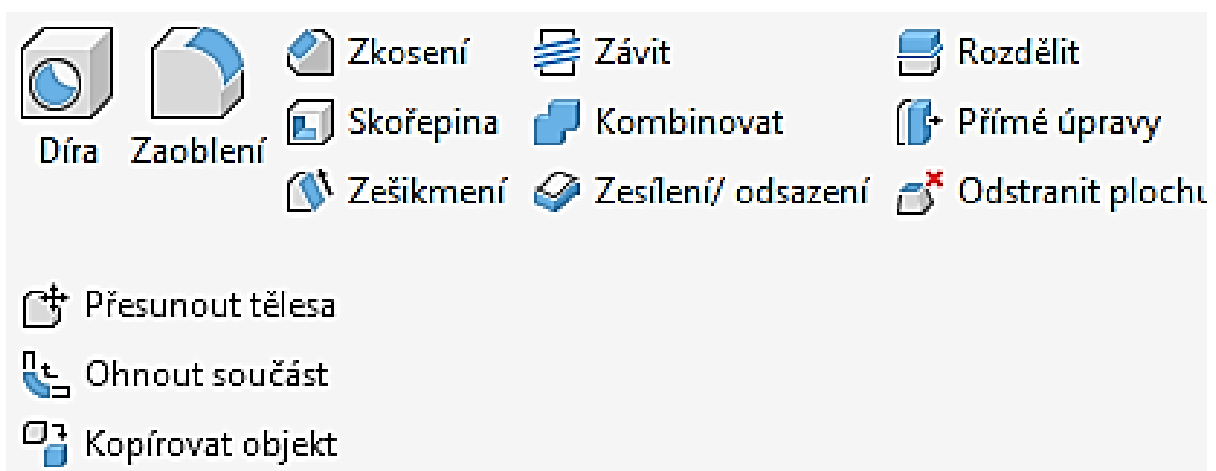 Díra
Zaoblení
Zkosení
Skořepina
Zešikmení
Závit
Kombinovat
Zesílení/ odsazení
Rozdělit
Přímé úpravy
Odstranit plochu
Přesunout tělesa
Ohnout součást
Kopírovat objekt